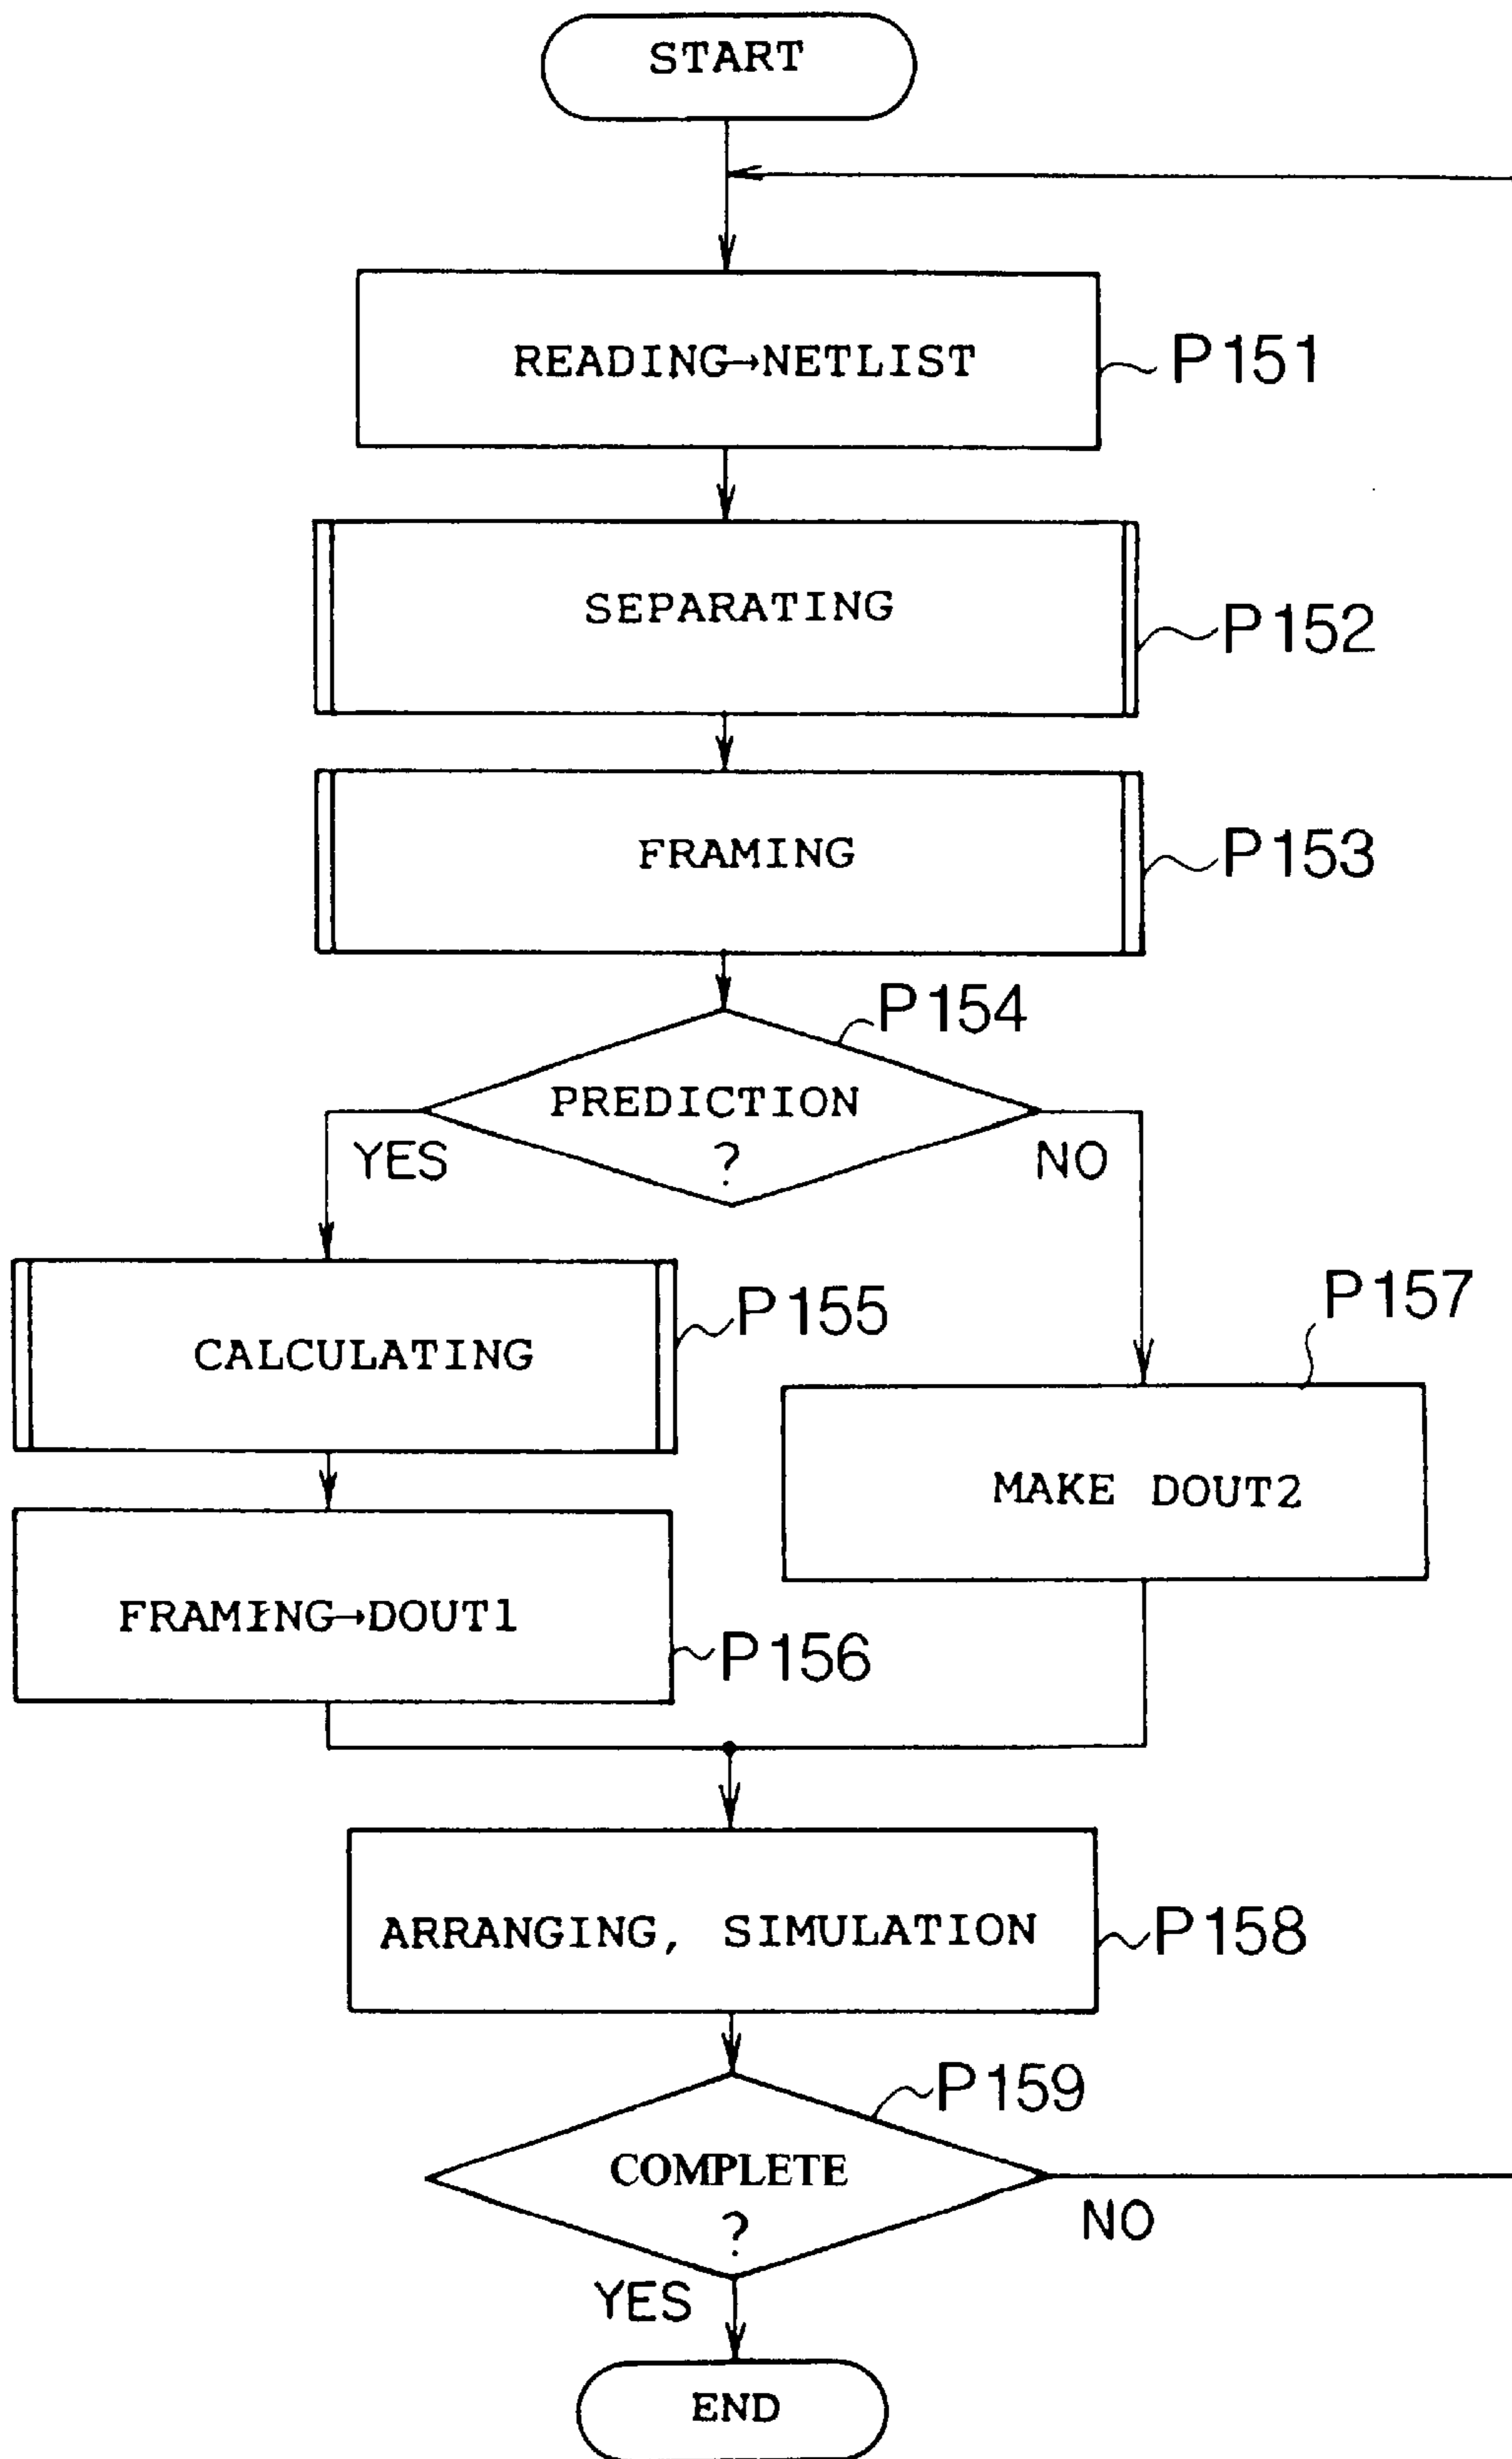 START
READING→NETLIST
P151
SEPARATING
P152
FRAMING
P153
P154
PREDICTION
?
YES
NO
CALCULATING
P155
P157
MAKE DOUT2
FRAMING→DOUT1
P156
ARRANGING, SIMULATION
P158
P159
COMPLETE
?
NO
YES
END